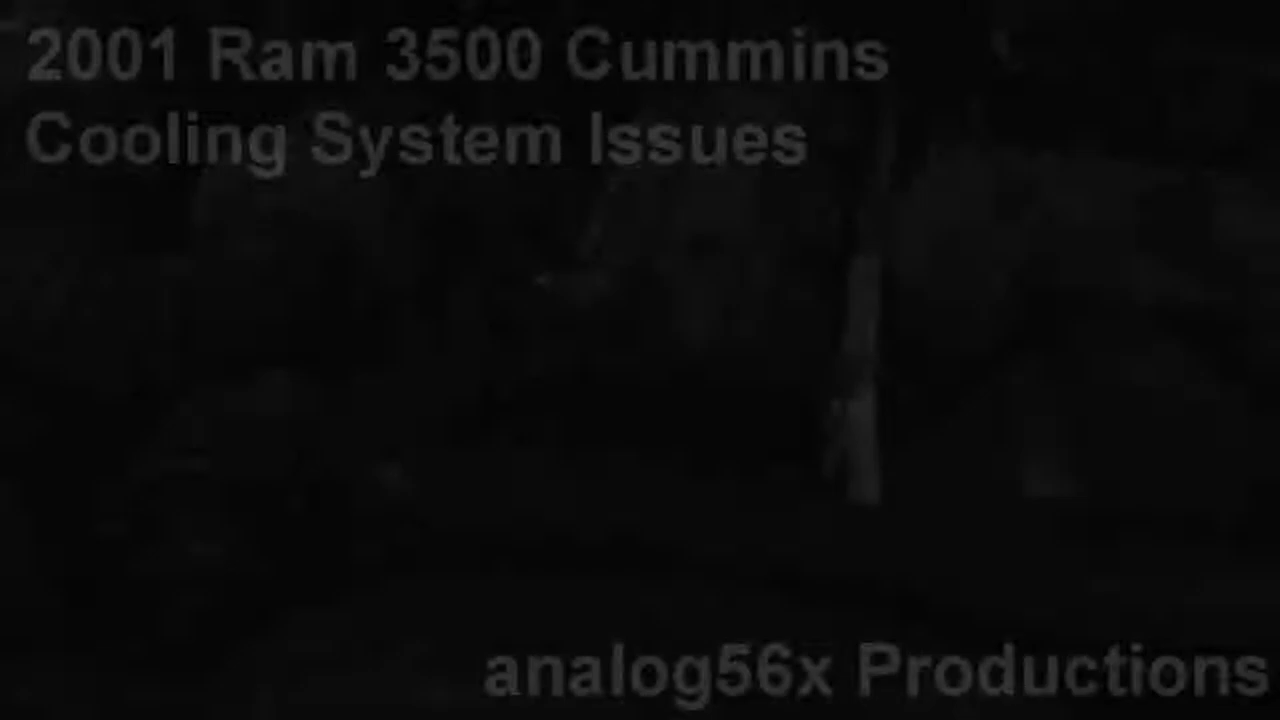 2001 Ram 3500 Cummins
Cooling System Issues
analog56x Productions